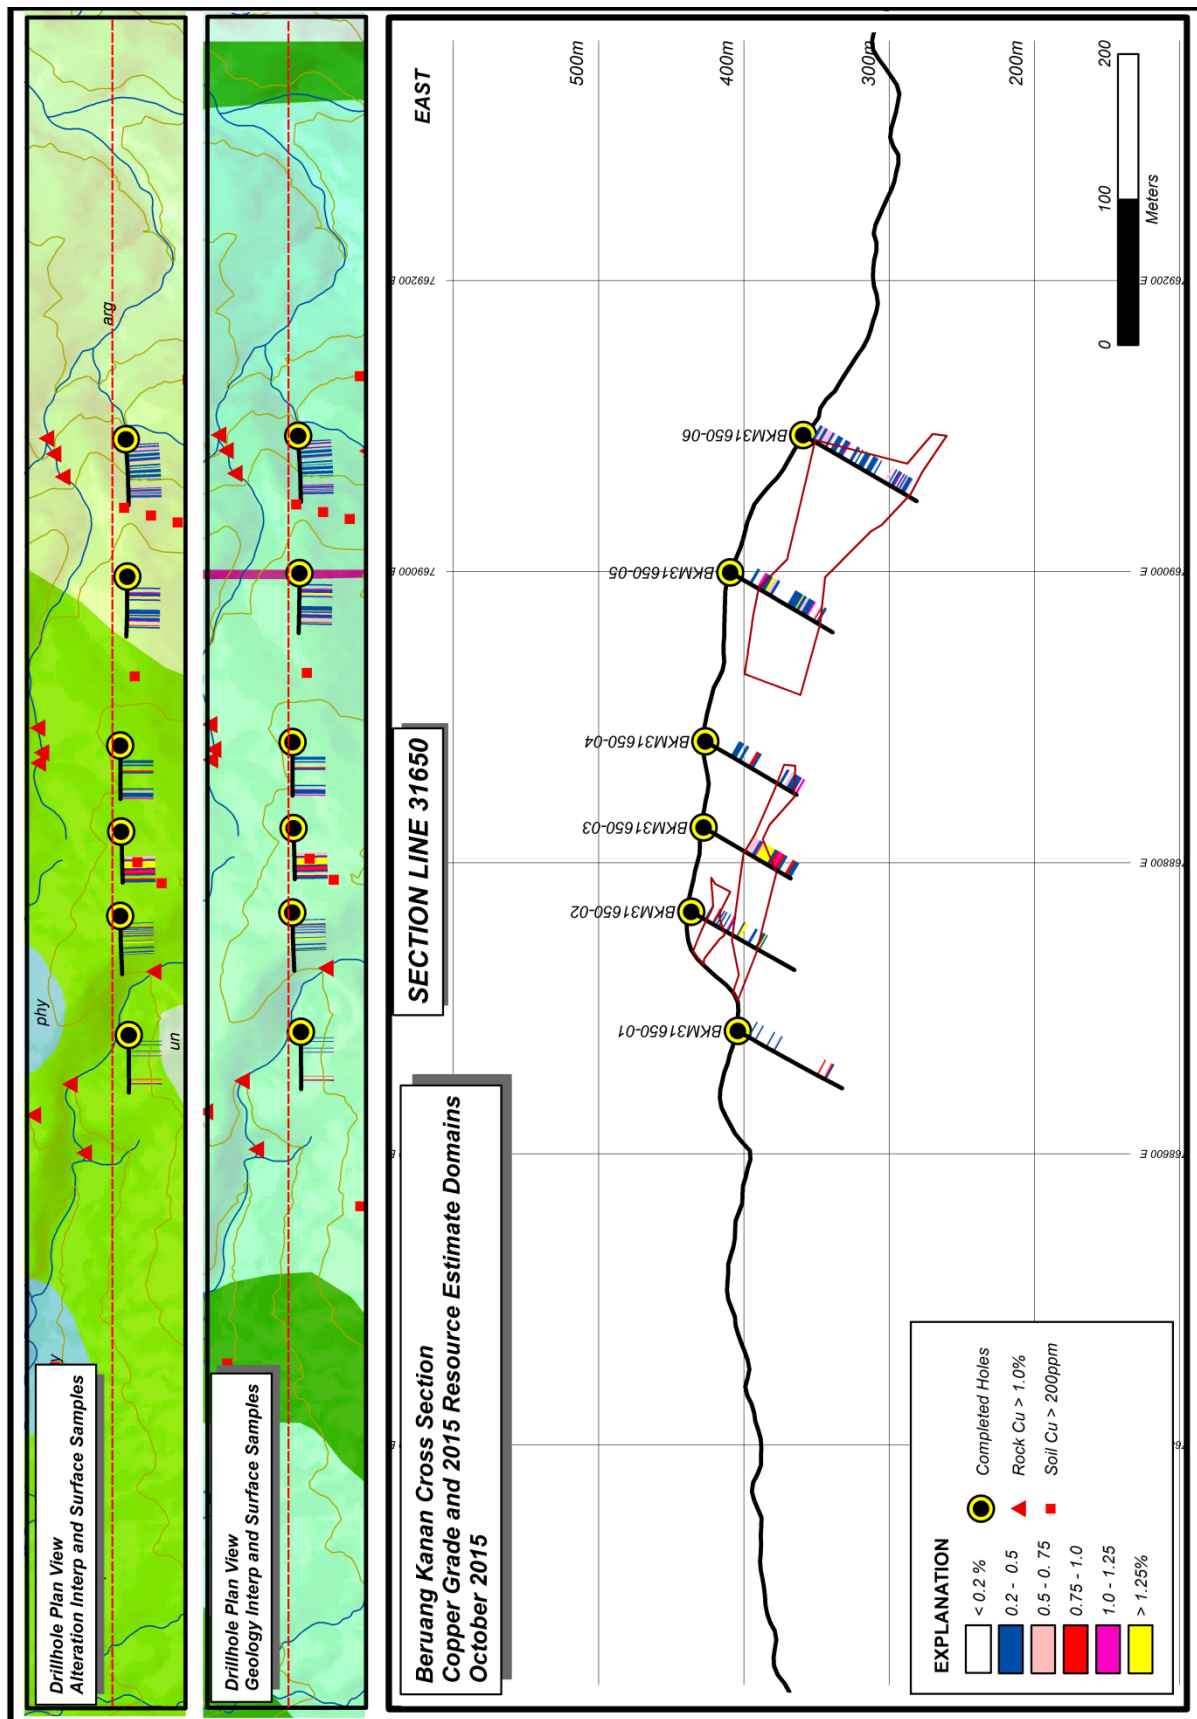 Drillhole Plan View
Alteration Interp and Surface Samples
phy
un
arg
Drillhole Plan View
Geology Interp and Surface Samples
SECTION LINE 31650
EAST
Beruang Kanan Cross Section
Copper Grade and 2015 Resource Estimate Domains
October 2015
500m
400m
300m
200m
BKM31650-01
BKM31650-02
BKM31650-03
BKM31650-04
BKM31650-05
BKM31650-06
769200 E
769200 E
769000 E
0
100
200
Meters
EXPLANATION
< 0.2 %
0.2 - 0.5
0.5 - 0.75
0.75 - 1.0
1.0 - 1.25
> 1.25%
Completed Holes
Rock Cu > 1.0%
Soil Cu > 200ppm